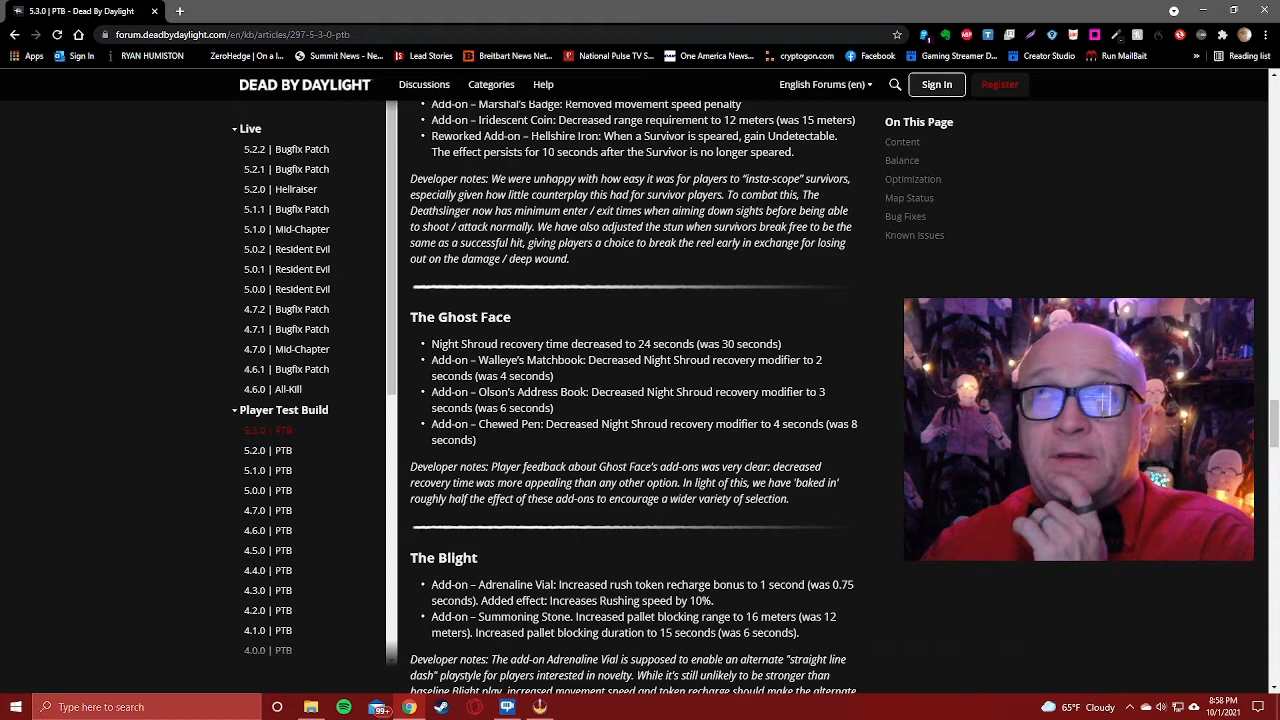 5.3.0 | PTB - Dead by Daylight
forum.deadbydaylight.com/en/kb/articles/297-5-3-0-ptb
Apps
In
RYAN HUMISTON
ZeroHedge | On a l...
Summit News - Ne...
Lead Stories
Breitbart News Net...
National Pulse TV S...
One America News...
cryptogon.com
Facebook
Gaming Streamer D...
Creator Studio
Run MailBait
»
Reading list
DEAD BY DAYLIGHT
Discussions
Categories
Help
English Forums (en)
Sign In
Register
Live
5.2.2 | Bugfix Patch
5.2.1 | Bugfix Patch
5.2.0 | Hellraiser
5.1.1 | Bugfix Patch
5.1.0 | Mid-Chapter
5.0.2 | Resident Evil
5.0.1 | Resident Evil
5.0.0 | Resident Evil
4.7.2 | Bugfix Patch
4.7.1 | Bugfix Patch
4.7.0 | Mid-Chapter
4.6.1 | Bugfix Patch
4.6.0 | All-Kill
Player Test Build
5.3.0 | PTB
5.2.0 | PTB
5.1.0 | PTB
5.0.0 | PTB
4.7.0 | PTB
4.6.0 | PTB
4.5.0 | PTB
4.4.0 | PTB
4.3.0 | PTB
4.2.0 | PTB
4.1.0 | PTB
4.0.0 | PTB
• Add-on – Marshal's Badge: Removed movement speed penalty
• Add-on – Iridescent Coin: Decreased range requirement to 12 meters (was 15 meters)
• Reworked Add-on – Hellshire Iron: When a Survivor is speared, gain Undetectable.
The effect persists for 10 seconds after the Survivor is no longer speared.
Developer notes: We were unhappy with how easy it was for players to “insta-scope” survivors,
especially given how little counterplay this had for survivor players. To combat this, The
Deathslinger now has minimum enter / exit times when aiming down sights before being able
to shoot / attack normally. We have also adjusted the stun when survivors break free to be the
same as a successful hit, giving players a choice to break the reel early in exchange for losing
out on the damage / deep wound.
The Ghost Face
• Night Shroud recovery time decreased to 24 seconds (was 30 seconds)
• Add-on – Walleye's Matchbook: Decreased Night Shroud recovery modifier to 2
seconds (was 4 seconds)
• Add-on – Olson's Address Book: Decreased Night Shroud recovery modifier to 3
seconds (was 6 seconds)
• Add-on – Chewed Pen: Decreased Night Shroud recovery modifier to 4 seconds (was 8
seconds)
Developer notes: Player feedback about Ghost Face's add-ons was very clear: decreased
recovery time was more appealing than any other option. In light of this, we have 'baked in'
roughly half the effect of these add-ons to encourage a wider variety of selection.
The Blight
• Add-on – Adrenaline Vial: Increased rush token recharge bonus to 1 second (was 0.75
seconds). Added effect: Increases Rushing speed by 10%.
• Add-on – Summoning Stone. Increased pallet blocking range to 16 meters (was 12
meters). Increased pallet blocking duration to 15 seconds (was 6 seconds).
Developer notes: The add-on Adrenaline Vial is supposed to enable an alternate "straight line
dash" playstyle for players interested in novelty. While it's still unlikely to be stronger than
baseline Blight play, increased movement speed and token recharge should make the alternate
On This Page
Content
Balance
Optimization
Map Status
Bug Fixes
Known Issues
Type here to search
99+
65°F Cloudy
8:58 PM
10/1/2021